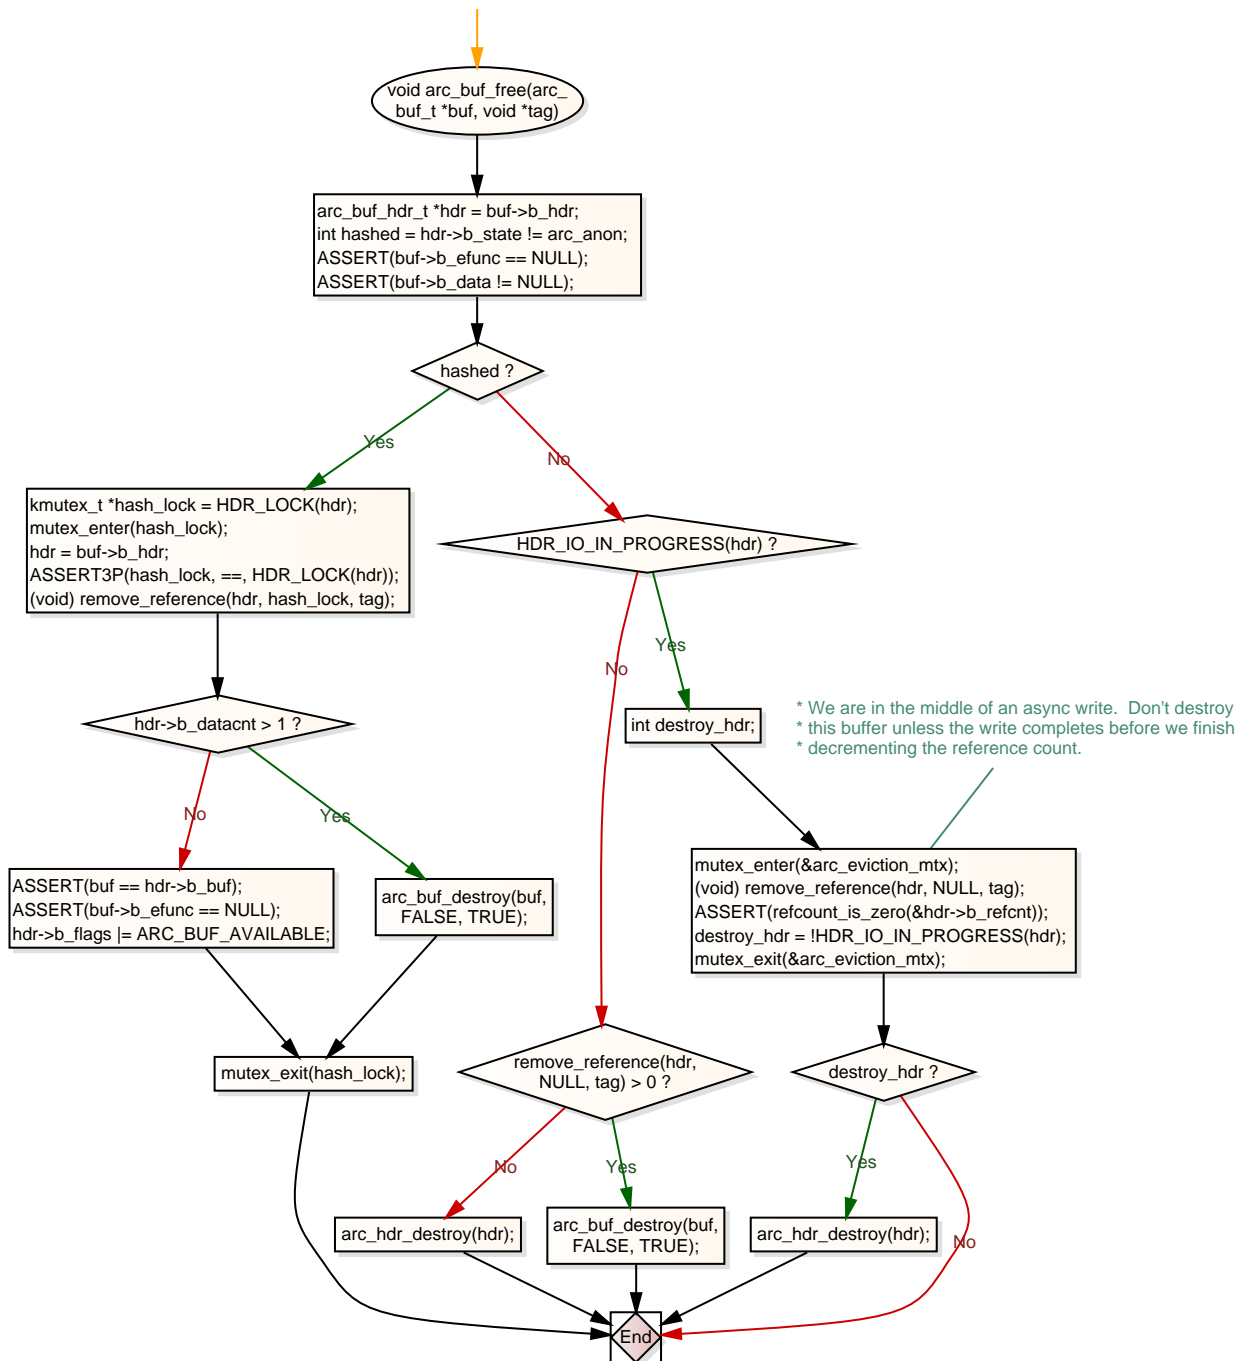 void arc_buf_free(arc_
buf_t *buf, void *tag)
arc_buf_hdr_t *hdr = buf->b_hdr;
int hashed = hdr->b_state != arc_anon;
ASSERT(buf->b_efunc == NULL);
ASSERT(buf->b_data != NULL);
hashed ?
Yes
No
kmutex_t *hash_lock = HDR_LOCK(hdr);
mutex_enter(hash_lock);
hdr = buf->b_hdr;
ASSERT3P(hash_lock, ==, HDR_LOCK(hdr));
(void) remove_reference(hdr, hash_lock, tag);
HDR_IO_IN_PROGRESS(hdr) ?
Yes
No
hdr->b_datacnt > 1 ?
int destroy_hdr;
* We are in the middle of an async write.  Don't destroy
* this buffer unless the write completes before we finish
* decrementing the reference count.
No
Yes
ASSERT(buf == hdr->b_buf);
ASSERT(buf->b_efunc == NULL);
hdr->b_flags |= ARC_BUF_AVAILABLE;
arc_buf_destroy(buf,
FALSE, TRUE);
mutex_enter(&arc_eviction_mtx);
(void) remove_reference(hdr, NULL, tag);
ASSERT(refcount_is_zero(&hdr->b_refcnt));
destroy_hdr = !HDR_IO_IN_PROGRESS(hdr);
mutex_exit(&arc_eviction_mtx);
mutex_exit(hash_lock);
remove_reference(hdr,
NULL, tag) > 0 ?
destroy_hdr ?
No
Yes
Yes
No
arc_hdr_destroy(hdr);
arc_buf_destroy(buf,
FALSE, TRUE);
arc_hdr_destroy(hdr);
End